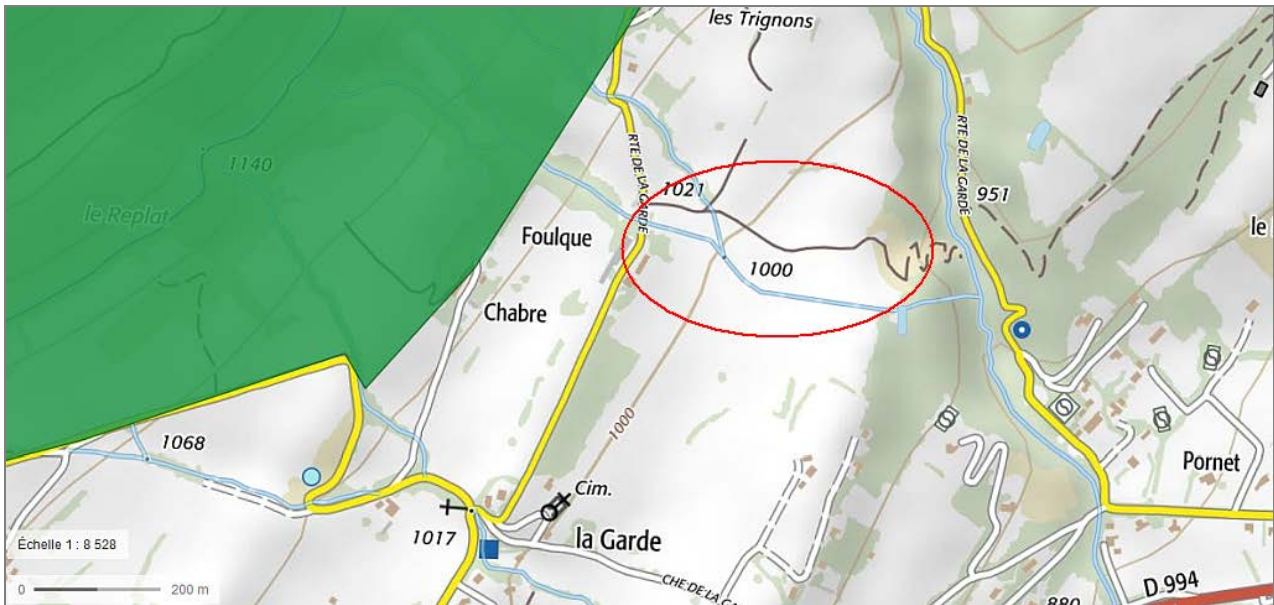 les Trignons
1140
RTE DE LA GARDE
RTE DE LA GARDE
1021
951
le Replat
Foulque
le
1000
Chabre
1000
1068
Pornet
Cim.
1017
la Garde
Échelle 1 : 8 528
CHE DE LA GA
D 994
880
0
200 m